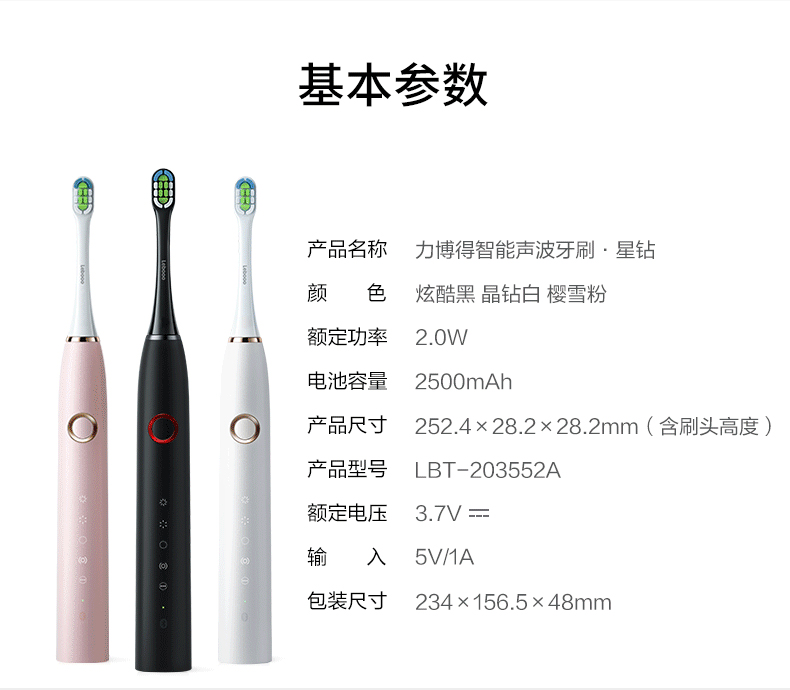 基本参数
Lebooo
Lebooo
Lebooo
产品名称 力博得智能声波牙刷·星钻
颜 色 炫酷黑 晶钻白 樱雪粉
额定功率 2.0W
电池容量 2500mAh
产品尺寸 252.4×28.2×28.2mm（含刷头高度）
产品型号 LBT-203552A
额定电压 3.7V ⎓
输 入 5V/1A
包装尺寸 234×156.5×48mm